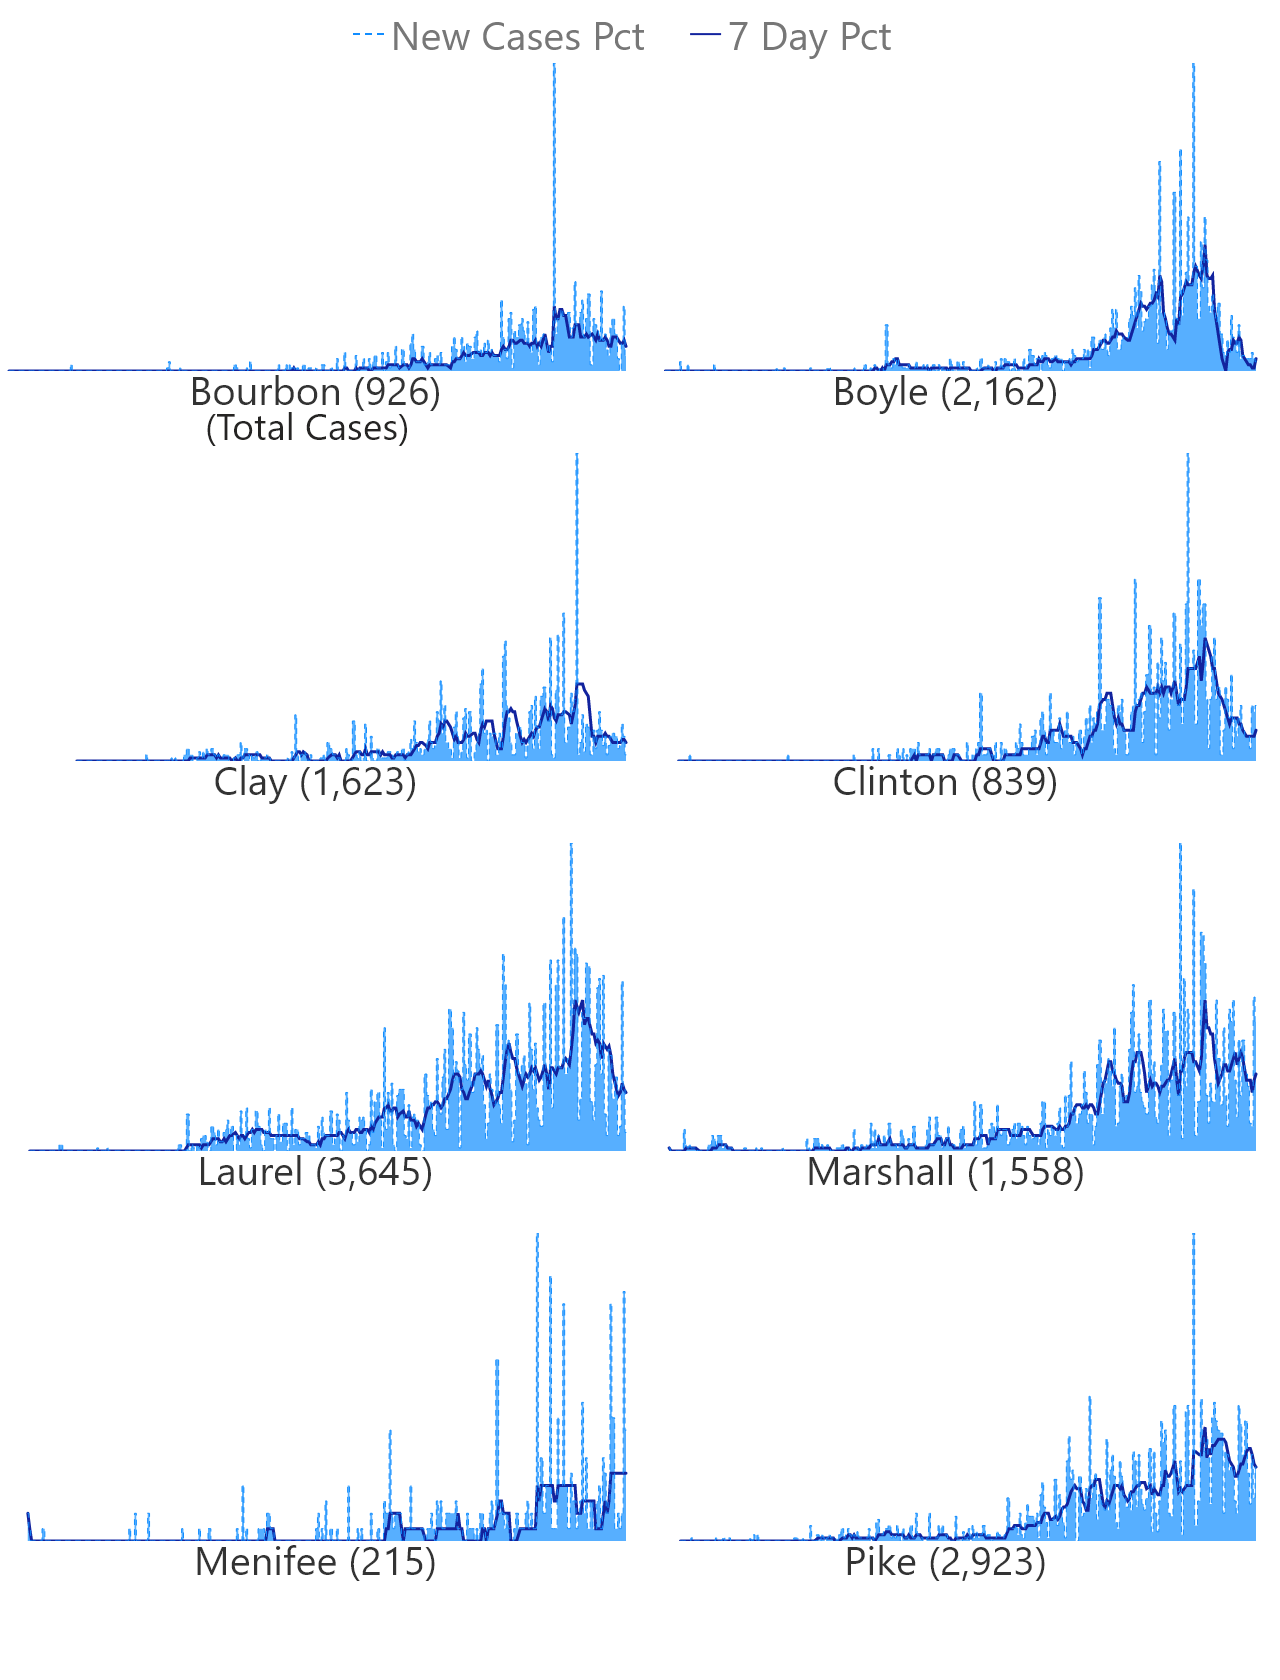 New Cases Pct 7 Day Pct
Bourbon (926) Boyle (2,162)
(Total Cases)
Clay (1,623) Clinton (839)
Laurel (3,645) Marshall (1,558)
Menifee (215) Pike (2,923)